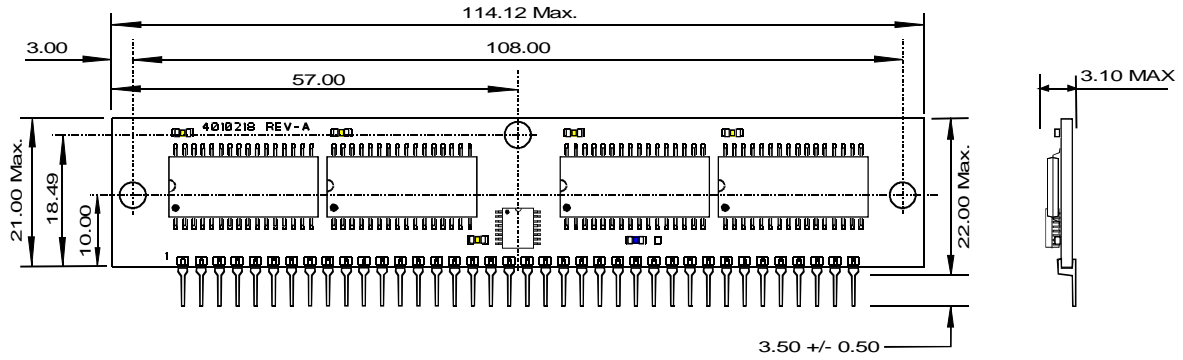 114.12 Max.
3.00
108.00
57.00
3.10 MAX
4010218 REV-A
21.00 Max.
18.49
10.00
22.00 Max.
1
3.50 +/- 0.50